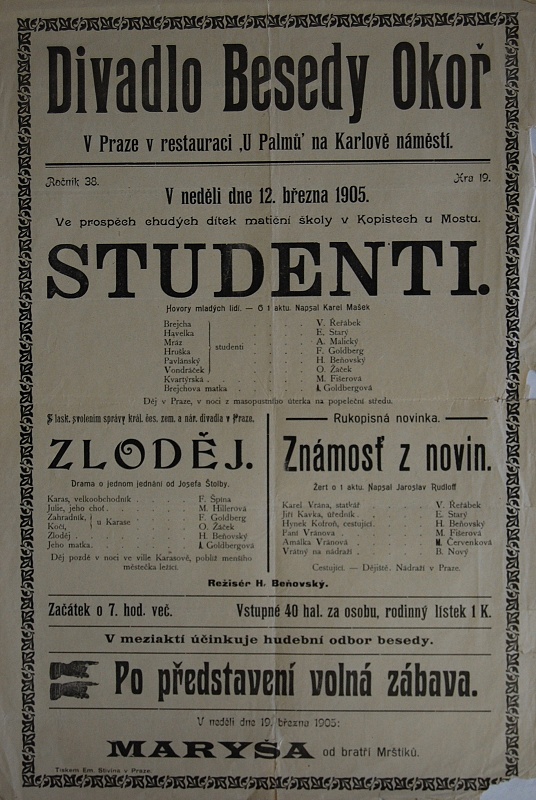 Divadlo Besedy Okoř
V Praze v restauraci ‚U Palmů‘ na Karlově náměstí.
Ročník 38.
Hra 19.
V neděli dne 12. března 1905.
Ve prospěch chudých dítek matiční školy v Kopistech u Mostu.
STUDENTI.
Hovory mladých lidí. — O 1 aktu. Napsal Karel Mašek
Brejcha . . . . V. Řeřábek
Havelka . . . . E. Starý
Mráz . . . . A. Malický
Hruška studenti . . . . F. Goldberg
Pavlánský . . . . H. Beňovský
Vondráček . . . . O. Žáček
Kvartýrská . . . . . M. Fišerová
Brejchova matka . . . . . A. Goldbergová
Děj v Praze, v noci z masopustního úterka na popeleční středu.
S lask. svolením správy král. čes. zem. a nár. divadla v Praze.
ZLODĚJ.
Drama o jednom jednání od Josefa Štolby.
Karas, velkoobchodník . . F. Špína
Julie, jeho choť . . . . M. Hillerová
Zahradník, u Karase . . . F. Goldberg
Kočí, . . . O. Žáček
Zloděj . . . . . H. Beňovský
Jeho matka . . . . . A. Goldbergová
Děj pozdě v noci ve ville Karasově, poblíž menšího
městečka ležící.
Rukopisná novinka.
Známosť z novin.
Žert o 1 aktu. Napsal Jaroslav Rudloff
Karel Vrána, statkář . . . V. Řeřábek
Jiří Kavka, úředník . . . E. Starý
Hynek Kotroň, cestující . . H. Beňovský
Fani Vránová . . . . M. Fišerová
Amálka Vránová . . . M. Červenková
Vrátný na nádraží . . . B. Nový
Cestující. — Dějiště: Nádraží v Praze.
Režisér H. Beňovský.
Začátek o 7. hod. več. Vstupné 40 hal. za osobu, rodinný lístek 1 K.
V meziaktí účinkuje hudební odbor besedy.
Po představení volná zábava.
V neděli dne 19. března 1905:
MARYŠA od bratří Mrštíků.
Tiskem Em. Stivína v Praze.